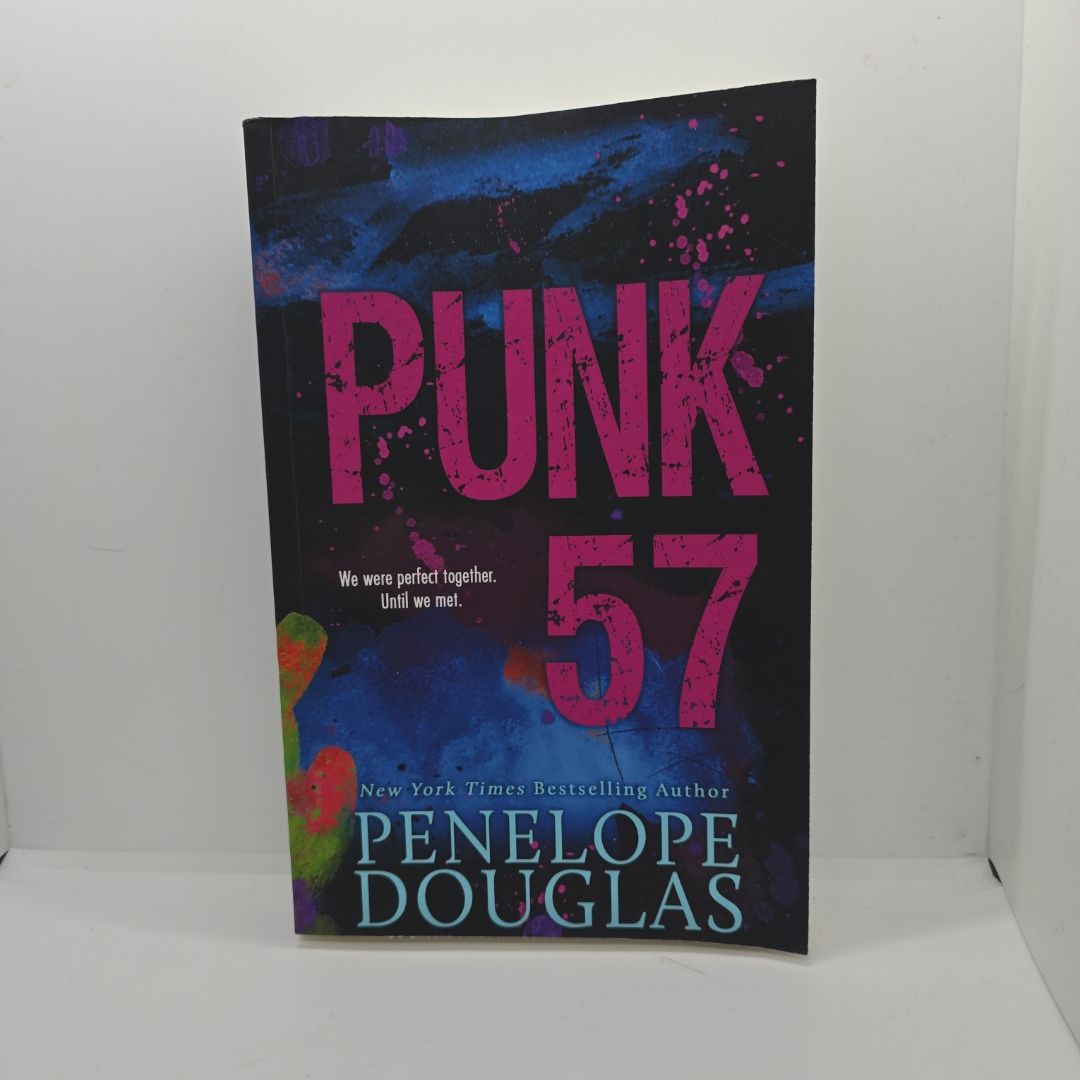 PUNK
57
We were perfect together.
Until we met.
New York Times Bestselling Author
PENELOPE
DOUGLAS